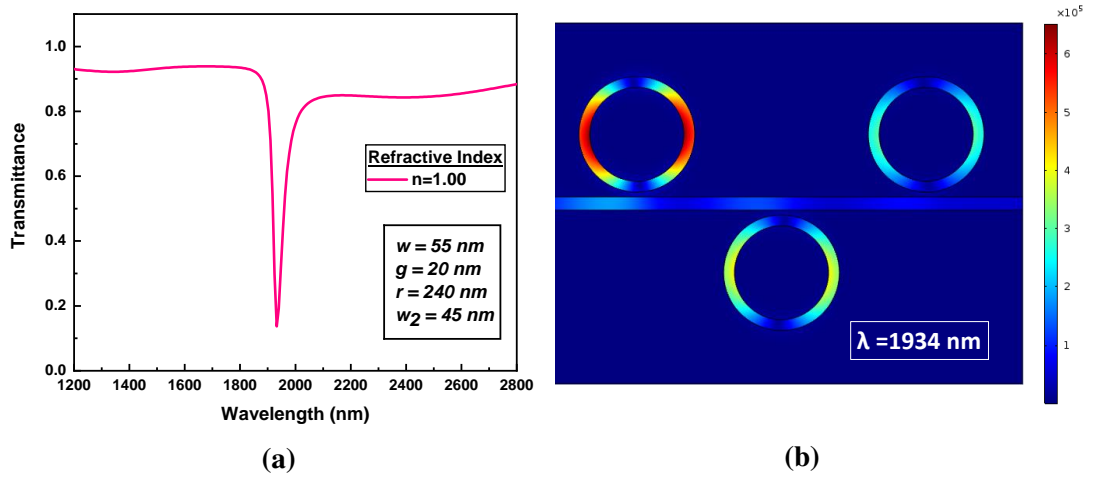 1.0
0.8
0.6
0.4
0.2
0.0
Transmittance
1200 1400 1600 1800 2000 2200 2400 2600 2800
Wavelength (nm)
Refractive Index
n=1.00
w = 55 nm
g = 20 nm
r = 240 nm
w2 = 45 nm
(a)
λ =1934 nm
×10⁵
6
5
4
3
2
1
(b)